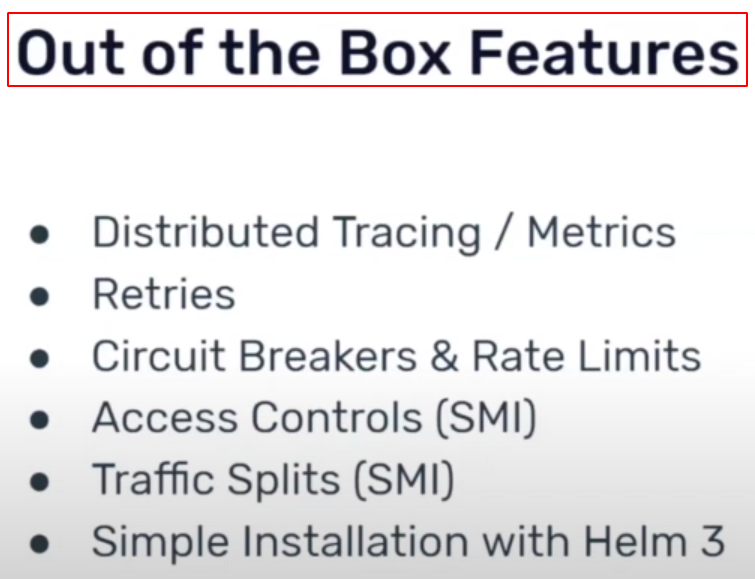 Out of the Box Features
● Distributed Tracing / Metrics
● Retries
● Circuit Breakers & Rate Limits
● Access Controls (SMI)
● Traffic Splits (SMI)
● Simple Installation with Helm 3